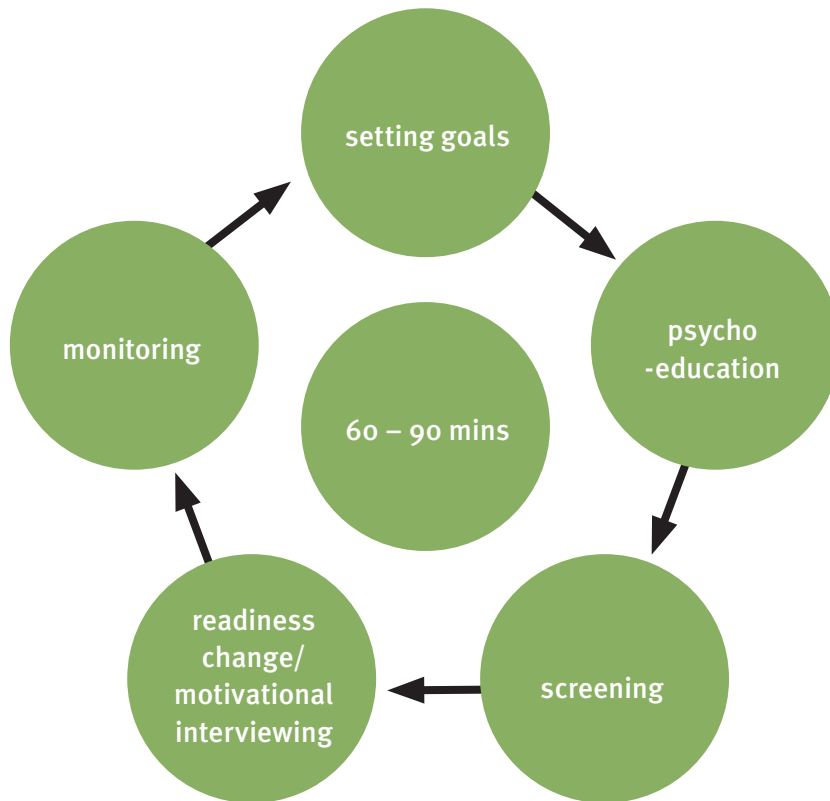 setting goals
psycho
-education
monitoring
60 – 90 mins
readiness
change/
motivational
interviewing
screening